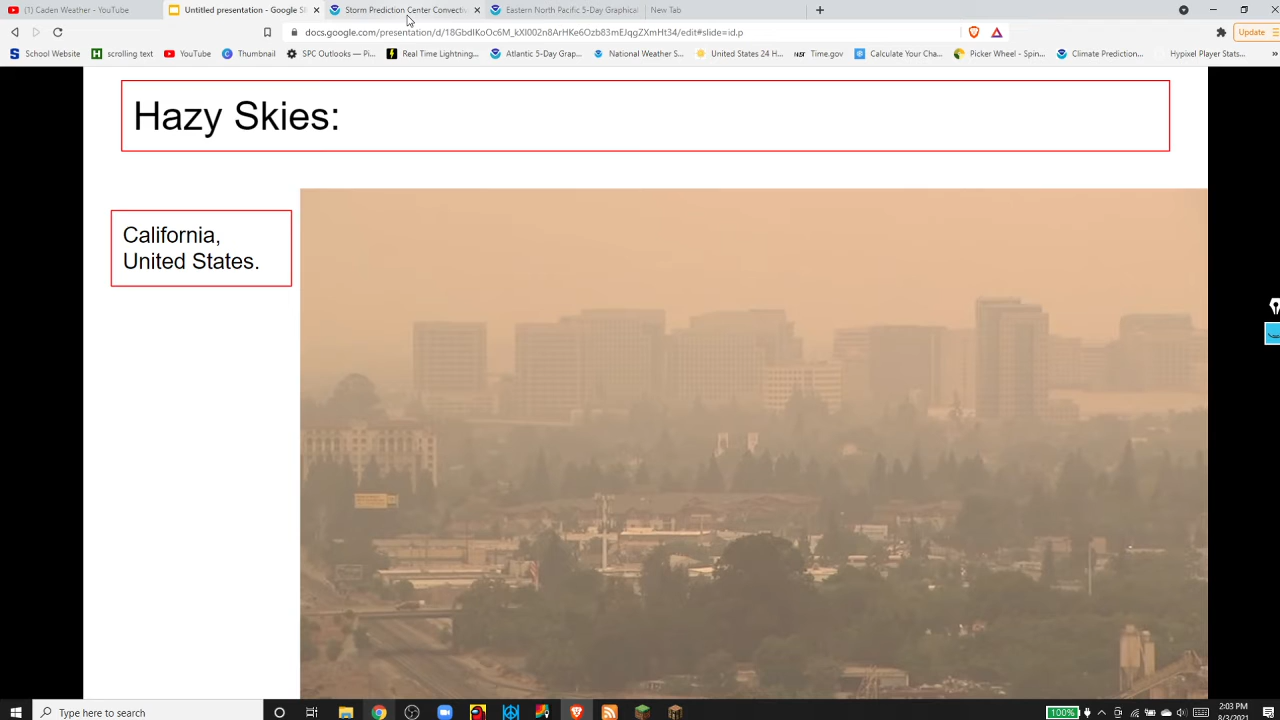 (1) Caden Weather - YouTube
Untitled presentation - Google Sl
Storm Prediction Center Convecti
Eastern North Pacific 5-Day Graphical
New Tab
docs.google.com/presentation/d/
/edit#slide=id.p
Update
School Website
scrolling text
YouTube
Thumbnail
SPC Outlooks — Pi...
Real Time Lightning...
Atlantic 5-Day Grap...
National Weather S...
United States 24 H...
Time.gov
Calculate Your Cha...
Picker Wheel - Spin...
Climate Prediction...
Hypixel Player Stats...
»
Hazy Skies:
California,
United States.
Type here to search
100%
2:03 PM
8/3/2021